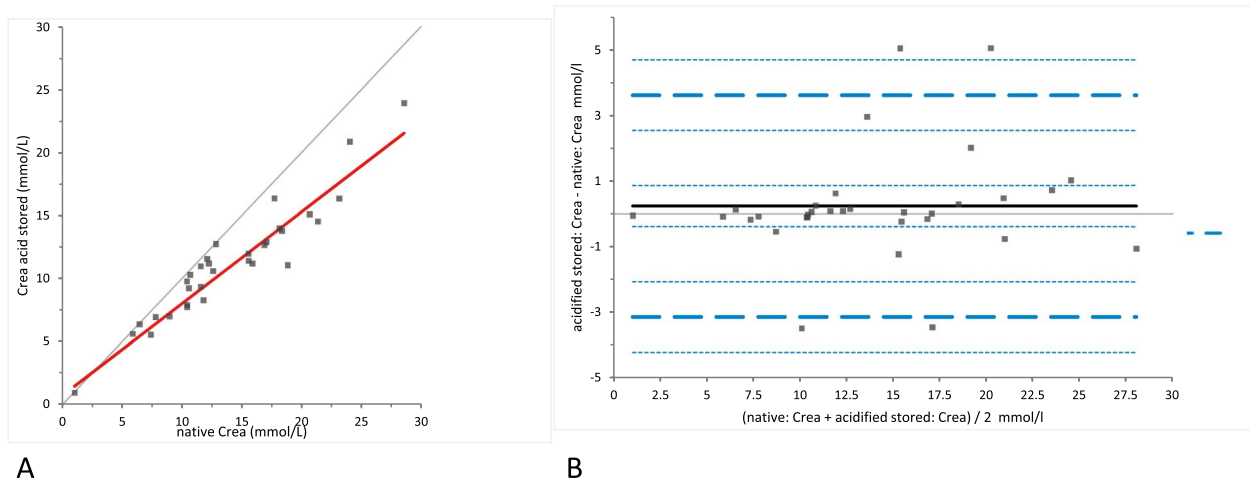 30
25
20
15
10
5
0
Crea acid stored (mmol/L)
0 5 10 15 20 25 30
native Crea (mmol/L)
A
5
3
1
-1
-3
-5
acidified stored: Crea - native: Crea mmol/l
0 2.5 5 7.5 10 12.5 15 17.5 20 22.5 25 27.5 30
(native: Crea + acidified stored: Crea) / 2 mmol/l
B